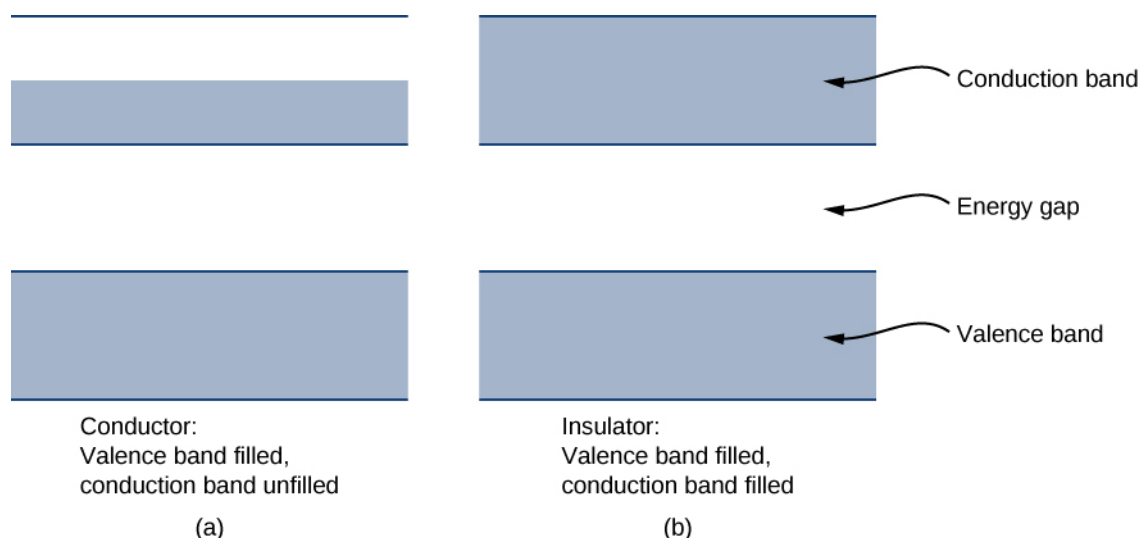 Conduction band
Energy gap
Valence band
Conductor:
Valence band filled,
conduction band unfilled
(a)
Insulator:
Valence band filled,
conduction band filled
(b)